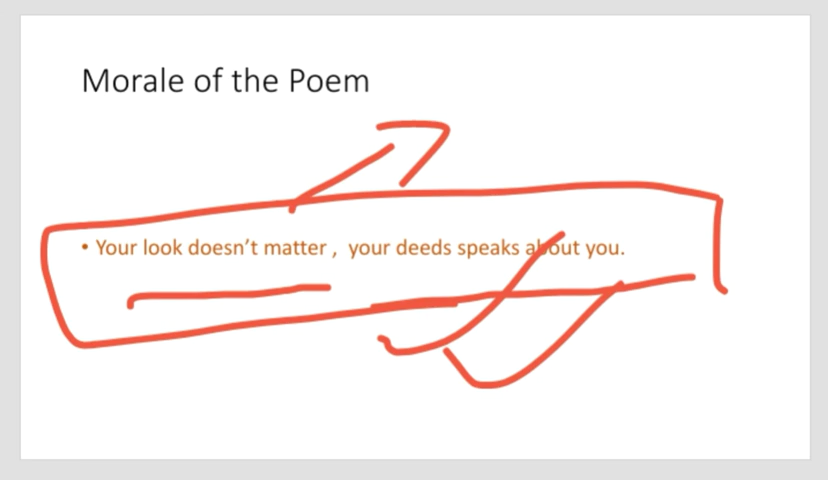 Morale of the Poem
• Your look doesn't matter , your deeds speaks about you.